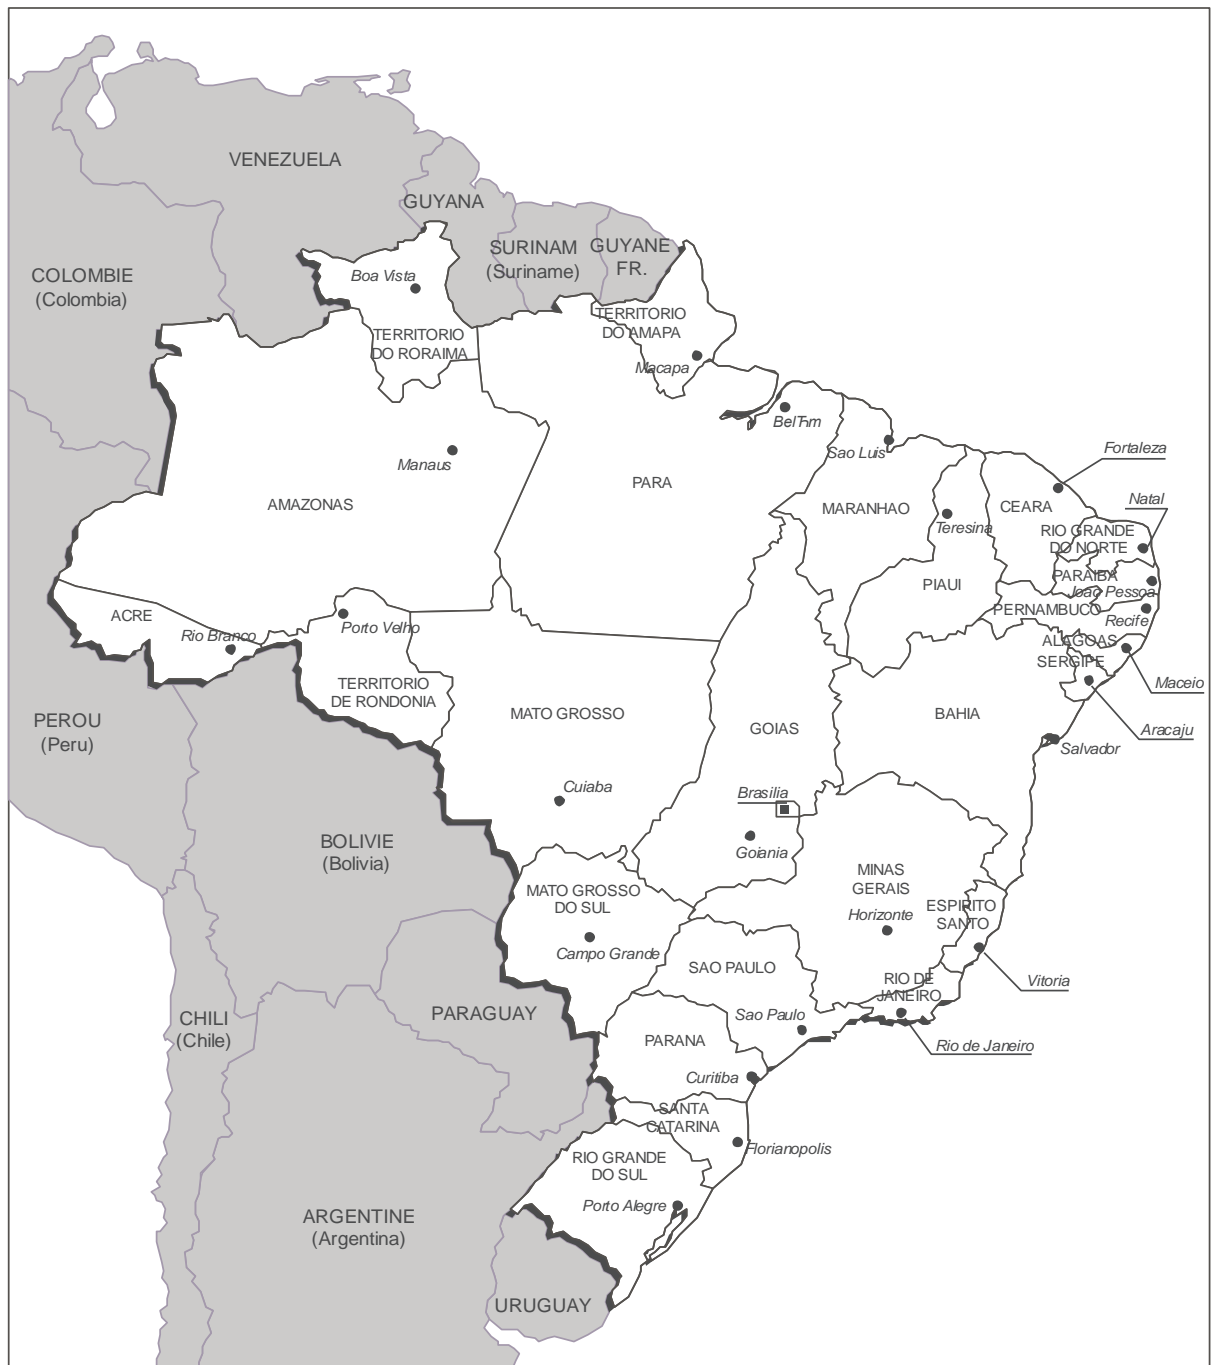 VENEZUELA
GUYANA
SURINAM
(Suriname)
GUYANE
FR.
COLOMBIE
(Colombia)
Boa Vista
TERRITORIO
DO AMAPA
TERRITORIO
DO RORAIMA
Macapa
BelTm
Sao Luis
Fortaleza
Manaus
PARA
AMAZONAS
MARANHAO
CEARA
Natal
Teresina
RIO GRANDE
DO NORTE
PARAIBA
João Pessoa
PIAUI
PERNAMBUCO
Recife
ACRE
Rio Branco
Porto Velho
ALAGOAS
SERGIPE
Maceio
TERRITORIO
DE RONDONIA
MATO GROSSO
GOIAS
BAHIA
Aracaju
Salvador
PEROU
(Peru)
Cuiaba
Brasilia
Goiania
BOLIVIE
(Bolivia)
MINAS
GERAIS
Horizonte
ESPIRITO
SANTO
MATO GROSSO
DO SUL
Campo Grande
SAO PAULO
Vitoria
RIO DE
JANEIRO
CHILI
(Chile)
PARAGUAY
Sao Paulo
PARANA
Rio de Janeiro
Curitiba
SANTA
CATARINA
Florianopolis
RIO GRANDE
DO SUL
Porto Alegre
ARGENTINE
(Argentina)
URUGUAY